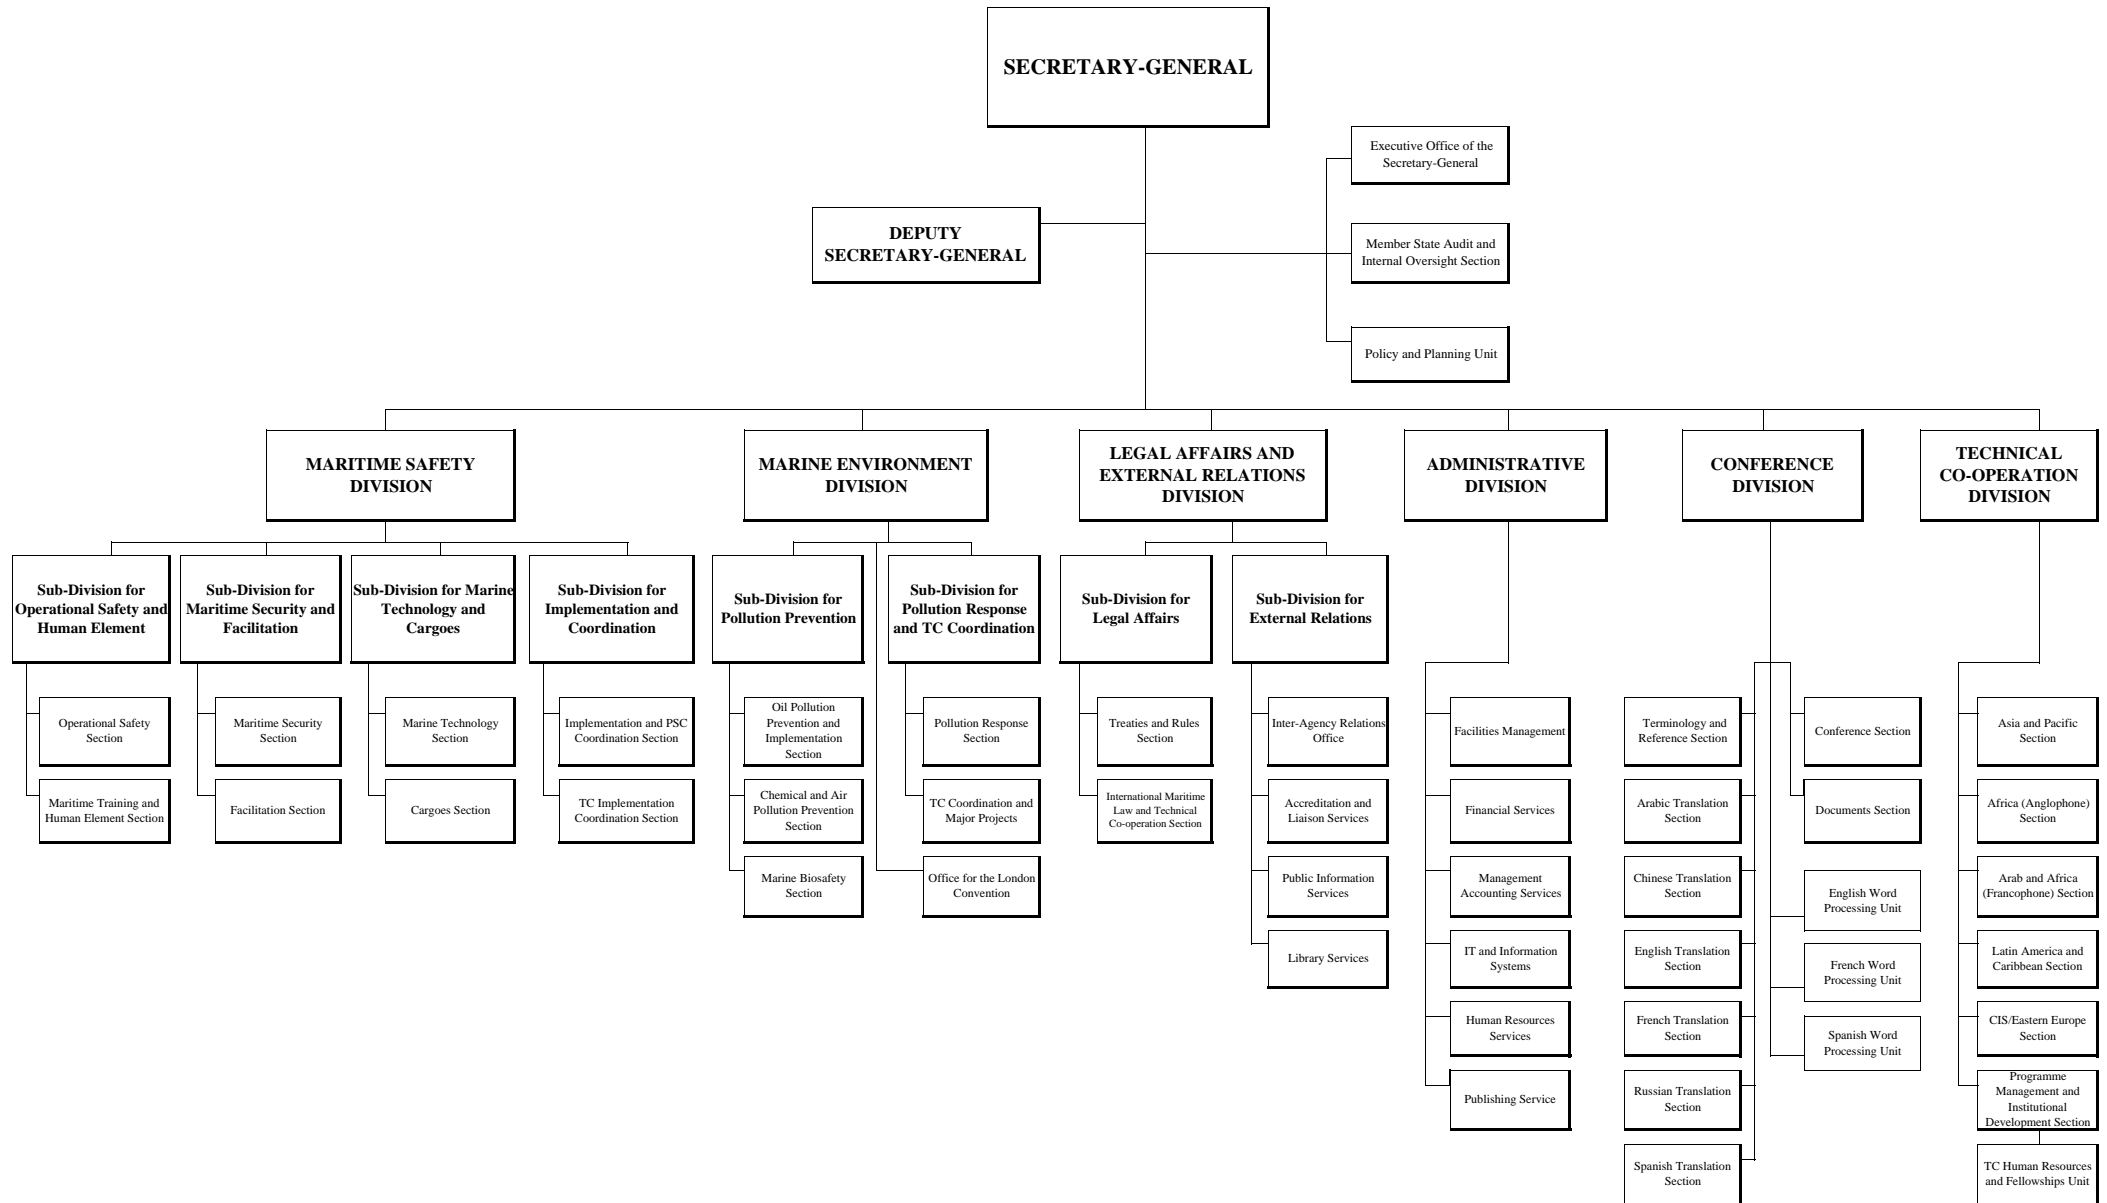 SECRETARY-GENERAL
Executive Office of the
Secretary-General
DEPUTY
SECRETARY-GENERAL
Member State Audit and
Internal Oversight Section
Policy and Planning Unit
MARITIME SAFETY
DIVISION
MARINE ENVIRONMENT
DIVISION
LEGAL AFFAIRS AND
EXTERNAL RELATIONS
DIVISION
ADMINISTRATIVE
DIVISION
CONFERENCE
DIVISION
TECHNICAL
CO-OPERATION
DIVISION
Sub-Division for
Operational Safety and
Human Element
Sub-Division for
Maritime Security and
Facilitation
Sub-Division for Marine
Technology and
Cargoes
Sub-Division for
Implementation and
Coordination
Sub-Division for
Pollution Prevention
Sub-Division for
Pollution Response
and TC Coordination
Sub-Division for
Legal Affairs
Sub-Division for
External Relations
Operational Safety
Section
Maritime Training and
Human Element Section
Maritime Security
Section
Facilitation Section
Marine Technology
Section
Cargoes Section
Implementation and PSC
Coordination Section
TC Implementation
Coordination Section
Oil Pollution
Prevention and
Implementation
Section
Chemical and Air
Pollution Prevention
Section
Marine Biosafety
Section
Pollution Response
Section
TC Coordination and
Major Projects
Office for the London
Convention
Treaties and Rules
Section
International Maritime
Law and Technical
Co-operation Section
Inter-Agency Relations
Office
Accreditation and
Liaison Services
Public Information
Services
Library Services
Facilities Management
Financial Services
Management
Accounting Services
IT and Information
Systems
Human Resources
Services
Publishing Service
Terminology and
Reference Section
Arabic Translation
Section
Chinese Translation
Section
English Translation
Section
French Translation
Section
Russian Translation
Section
Spanish Translation
Section
Conference Section
Documents Section
English Word
Processing Unit
French Word
Processing Unit
Spanish Word
Processing Unit
Asia and Pacific
Section
Africa (Anglophone)
Section
Arab and Africa
(Francophone) Section
Latin America and
Caribbean Section
CIS/Eastern Europe
Section
Programme
Management and
Institutional
Development Section
TC Human Resources
and Fellowships Unit